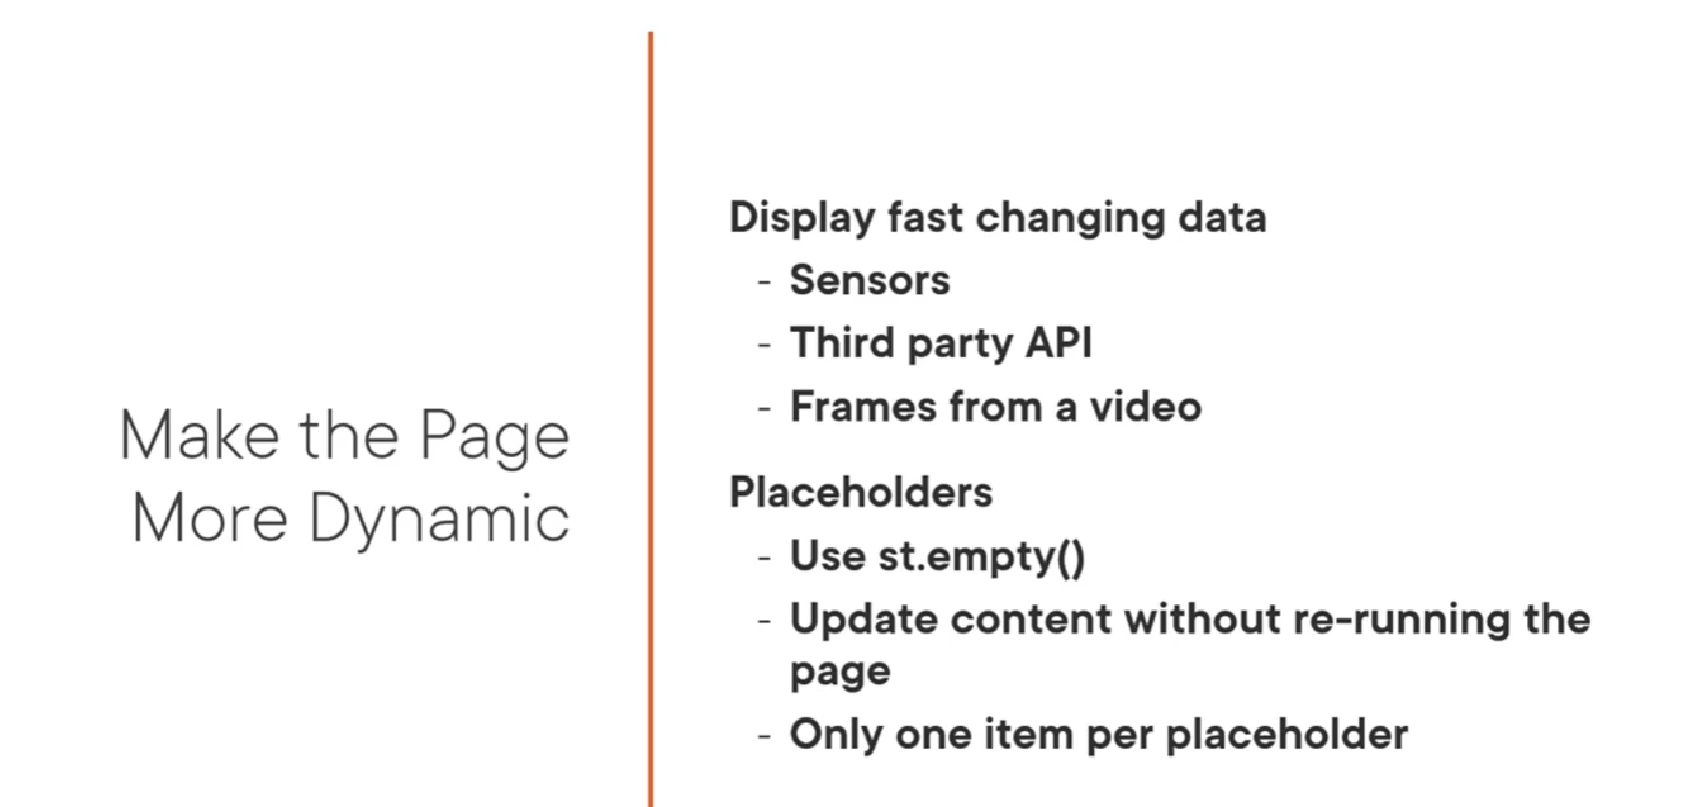 Make the Page
More Dynamic
Display fast changing data
- Sensors
- Third party API
- Frames from a video
Placeholders
- Use st.empty()
- Update content without re-running the
page
- Only one item per placeholder